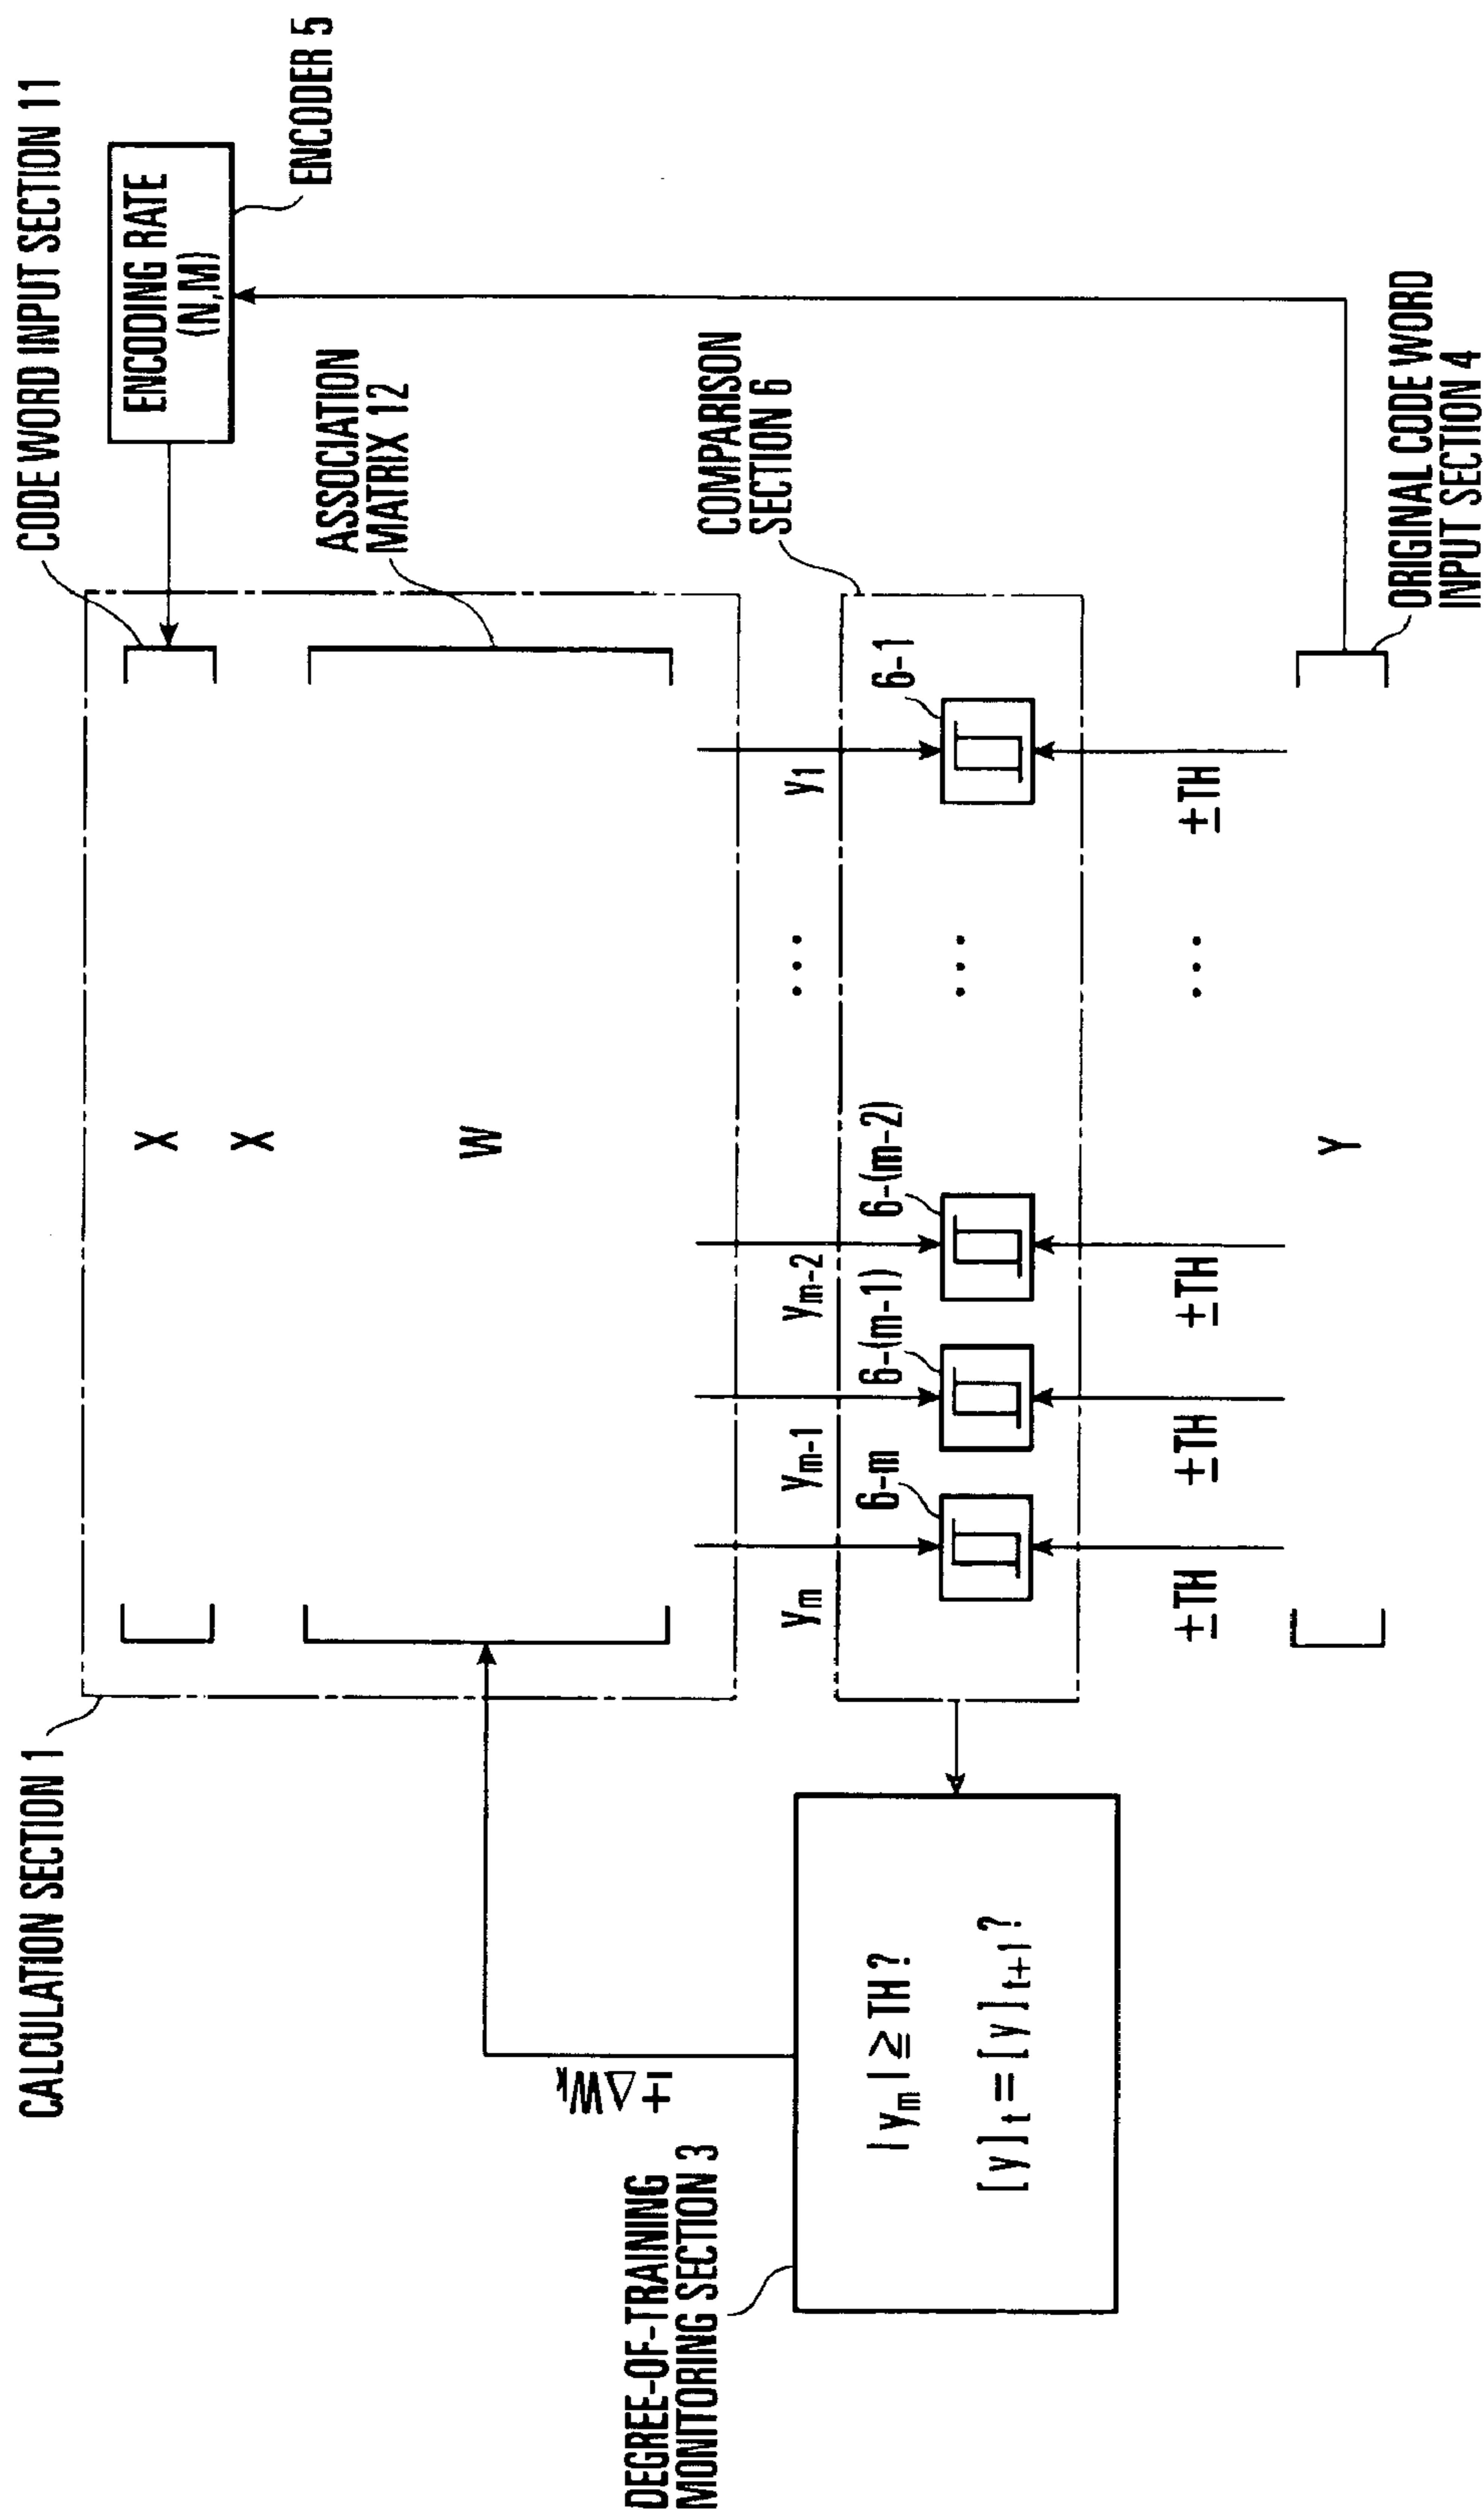 CALCULATION SECTION 1
CODE WORD INPUT SECTION 11
X
ENCODING RATE
(N,M)
X
ENCODER 5
ASSOCIATION
MATRIX 12
W
±ΔWk
DEGREE-OF-TRAINING
MONITORING SECTION 3
COMPARISON
SECTION 6
ym
ym-1
ym-2
...
y1
6-m
6-(m-1)
6-(m-2)
...
6-1
|ym|≧TH?
[y]t=[y]t+1?
±TH
±TH
±TH
...
±TH
Y
ORIGINAL CODE WORD
INPUT SECTION 4